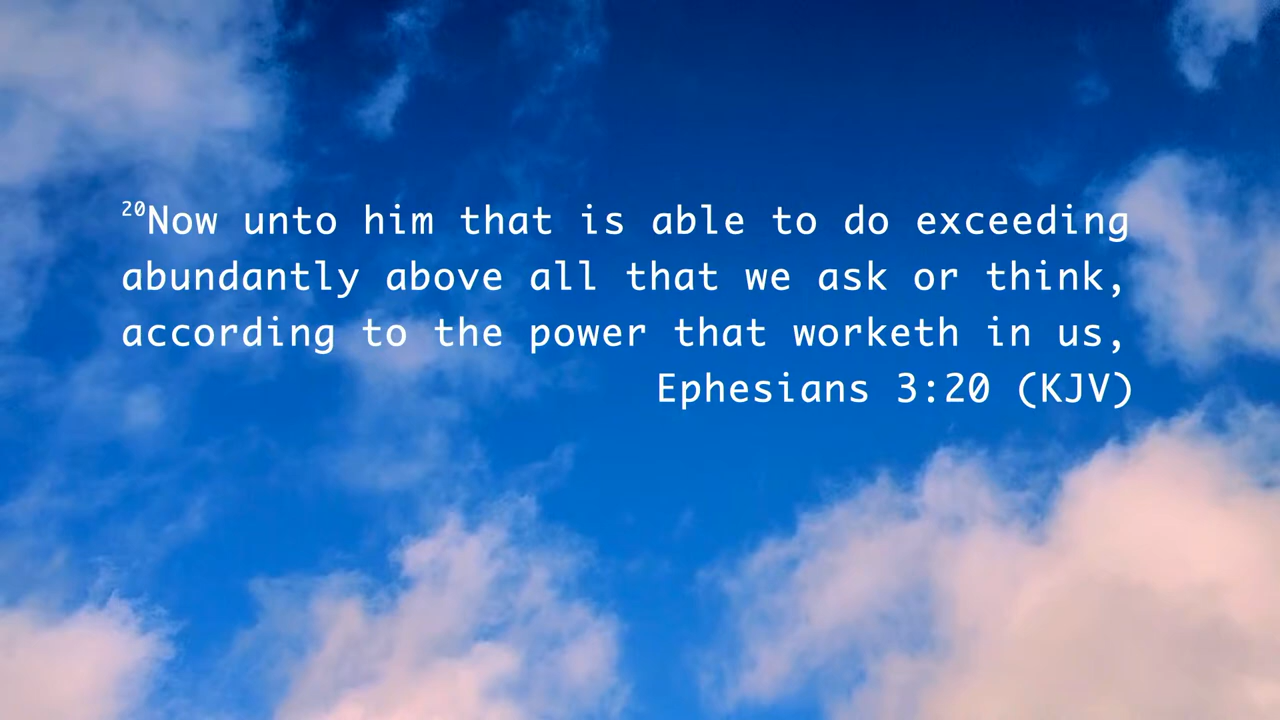 20Now unto him that is able to do exceeding
abundantly above all that we ask or think,
according to the power that worketh in us,
Ephesians 3:20 (KJV)